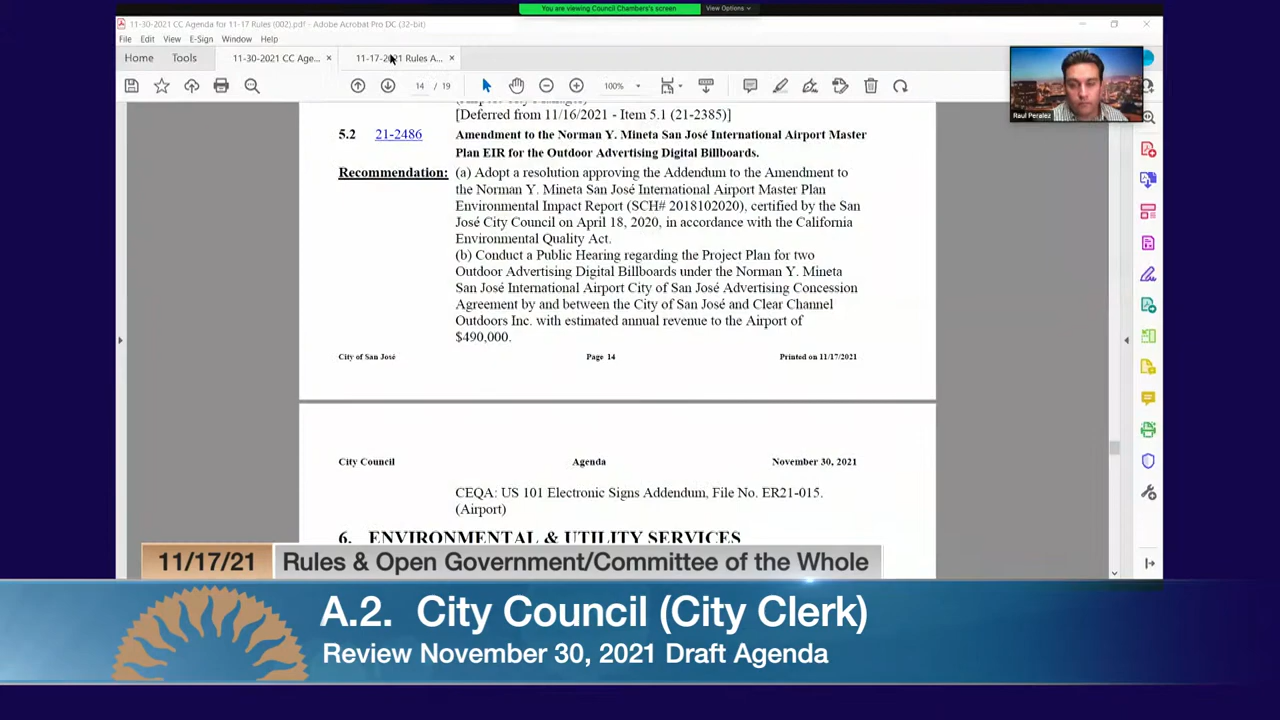 You are viewing Council Chambers's screen
View Options
11-30-2021 CC Agenda for 11-17 Rules (002).pdf - Adobe Acrobat Pro DC (32-bit)
File Edit View E-Sign Window Help
Home Tools 11-30-2021 CC Age... × 11-17-2021 Rules A... ×
14 / 19 100%
Raul Peralez
[Deferred from 11/16/2021 - Item 5.1 (21-2385)]
5.2 21-2486 Amendment to the Norman Y. Mineta San José International Airport Master
Plan EIR for the Outdoor Advertising Digital Billboards.
Recommendation: (a) Adopt a resolution approving the Addendum to the Amendment to
the Norman Y. Mineta San José International Airport Master Plan
Environmental Impact Report (SCH# 2018102020), certified by the San
José City Council on April 18, 2020, in accordance with the California
Environmental Quality Act.
(b) Conduct a Public Hearing regarding the Project Plan for two
Outdoor Advertising Digital Billboards under the Norman Y. Mineta
San José International Airport City of San José Advertising Concession
Agreement by and between the City of San José and Clear Channel
Outdoors Inc. with estimated annual revenue to the Airport of
$490,000.
City of San José Page 14 Printed on 11/17/2021
City Council Agenda November 30, 2021
CEQA: US 101 Electronic Signs Addendum, File No. ER21-015.
(Airport)
6. ENVIRONMENTAL & UTILITY SERVICES
11/17/21 Rules & Open Government/Committee of the Whole
A.2. City Council (City Clerk)
Review November 30, 2021 Draft Agenda